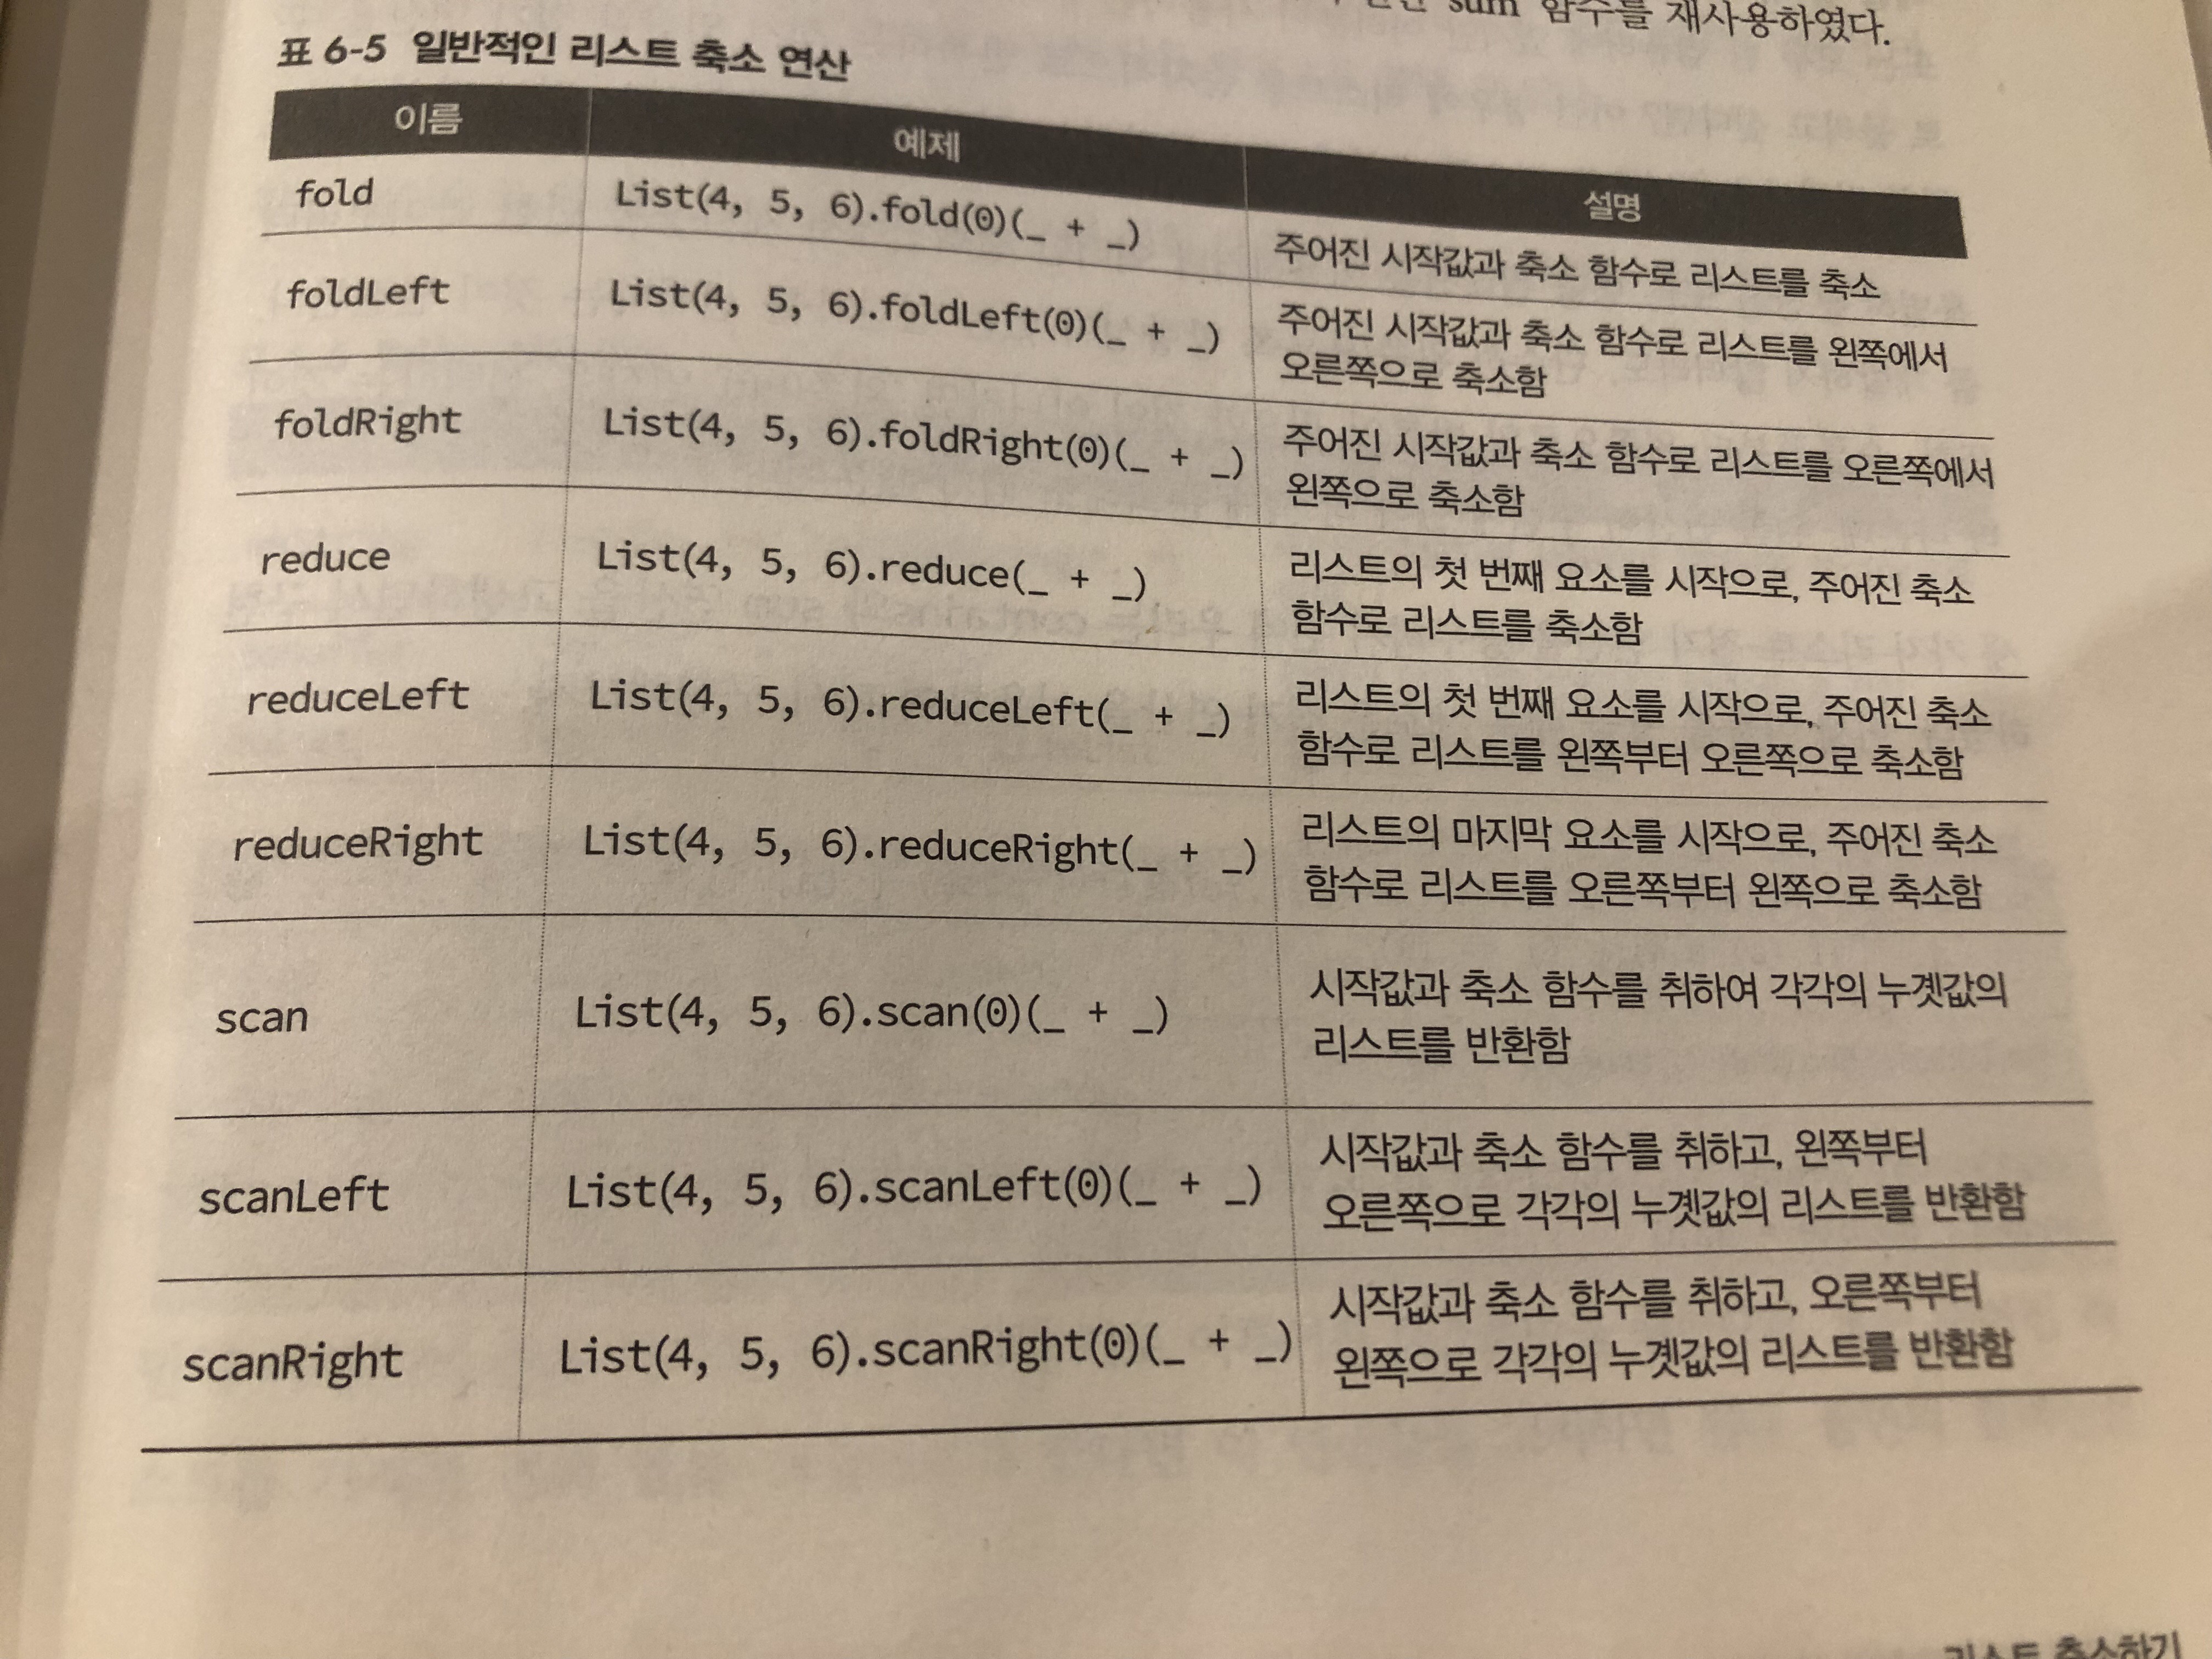 sum 함수를 재사용하였다.
표 6-5 일반적인 리스트 축소 연산
이름 예제 설명
fold List(4, 5, 6).fold(0)(_ + _) 주어진 시작값과 축소 함수로 리스트를 축소
foldLeft List(4, 5, 6).foldLeft(0)(_ + _) 주어진 시작값과 축소 함수로 리스트를 왼쪽에서
오른쪽으로 축소함
foldRight List(4, 5, 6).foldRight(0)(_ + _) 주어진 시작값과 축소 함수로 리스트를 오른쪽에서
왼쪽으로 축소함
reduce List(4, 5, 6).reduce(_ + _) 리스트의 첫 번째 요소를 시작으로, 주어진 축소
함수로 리스트를 축소함
reduceLeft List(4, 5, 6).reduceLeft(_ + _) 리스트의 첫 번째 요소를 시작으로, 주어진 축소
함수로 리스트를 왼쪽부터 오른쪽으로 축소함
reduceRight List(4, 5, 6).reduceRight(_ + _) 리스트의 마지막 요소를 시작으로, 주어진 축소
함수로 리스트를 오른쪽부터 왼쪽으로 축소함
scan List(4, 5, 6).scan(0)(_ + _) 시작값과 축소 함수를 취하여 각각의 누곗값의
리스트를 반환함
scanLeft List(4, 5, 6).scanLeft(0)(_ + _) 시작값과 축소 함수를 취하고, 왼쪽부터
오른쪽으로 각각의 누곗값의 리스트를 반환함
scanRight List(4, 5, 6).scanRight(0)(_ + _) 시작값과 축소 함수를 취하고, 오른쪽부터
왼쪽으로 각각의 누곗값의 리스트를 반환함
리스트 축소하기